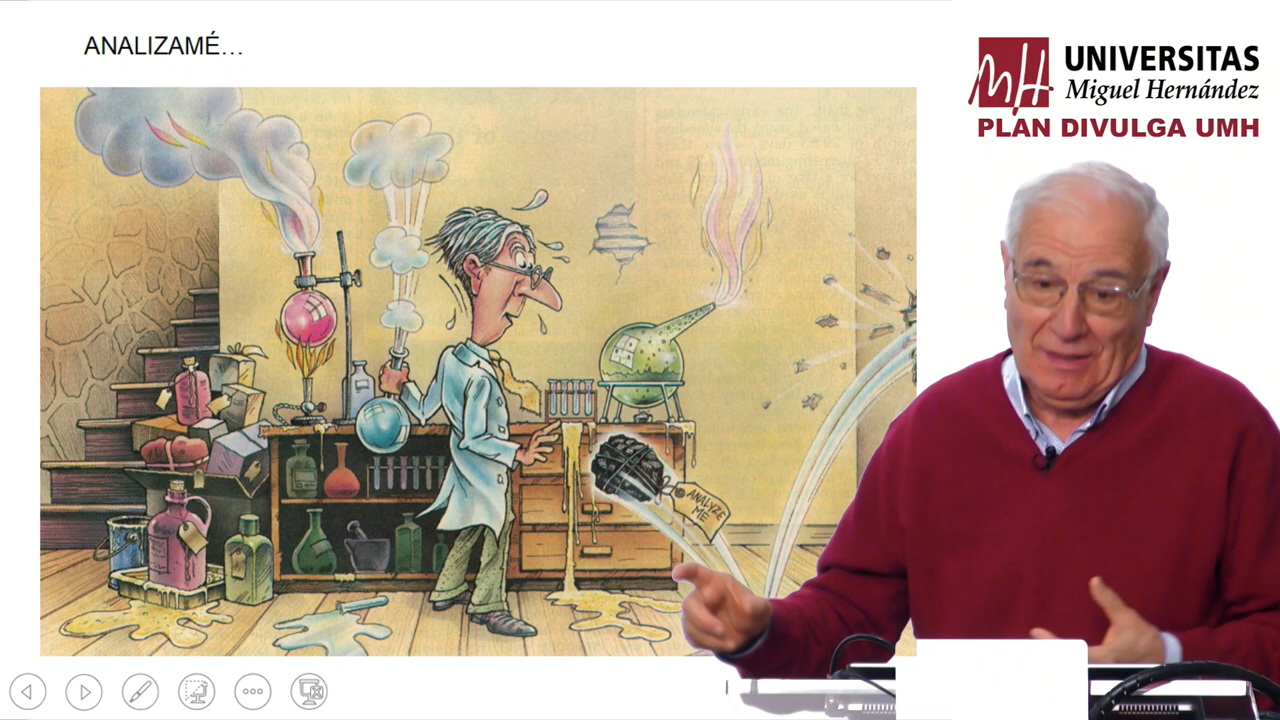 ANALIZAMÉ...
UNIVERSITAS
Miguel Hernández
PLAN DIVULGA UMH
ANALYZE
ME